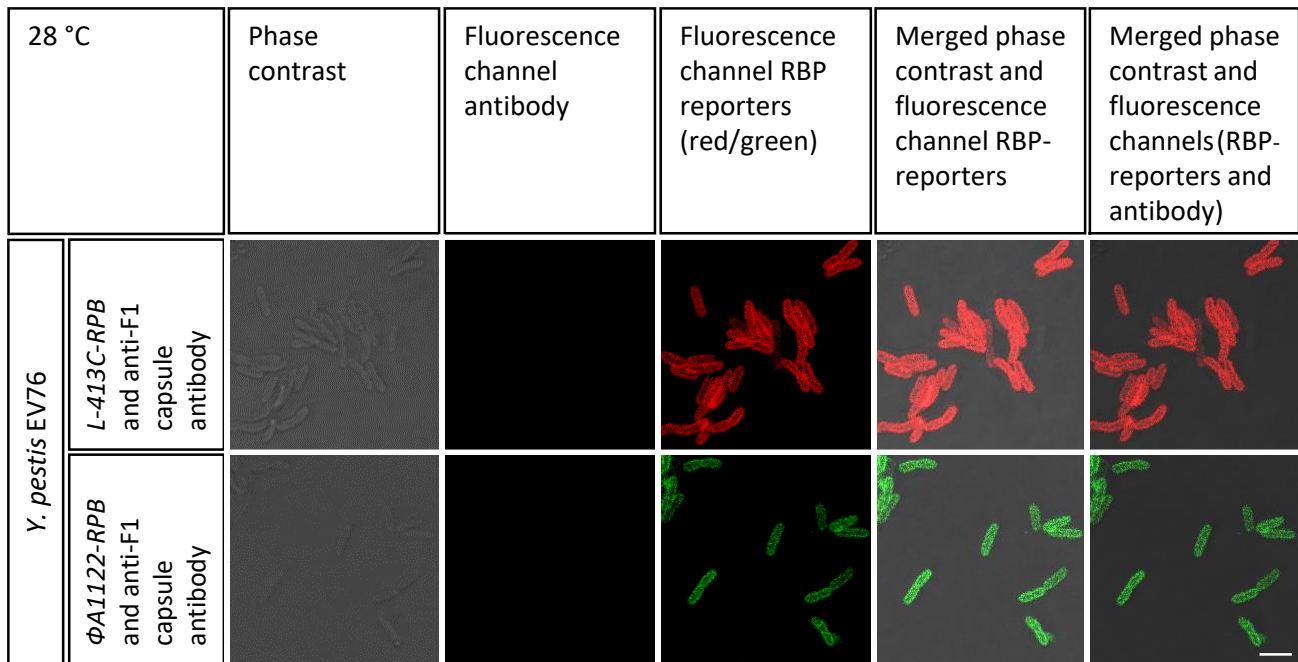 28 °C
Phase
contrast
Fluorescence
channel
antibody
Fluorescence
channel RBP
reporters
(red/green)
Merged phase
contrast and
fluorescence
channel RBP-
reporters
Merged phase
contrast and
fluorescence
channels (RBP-
reporters and
antibody)
Y. pestis EV76
L-413C-RPB
and anti-F1
capsule
antibody
ΦA1122-RPB
and anti-F1
capsule
antibody